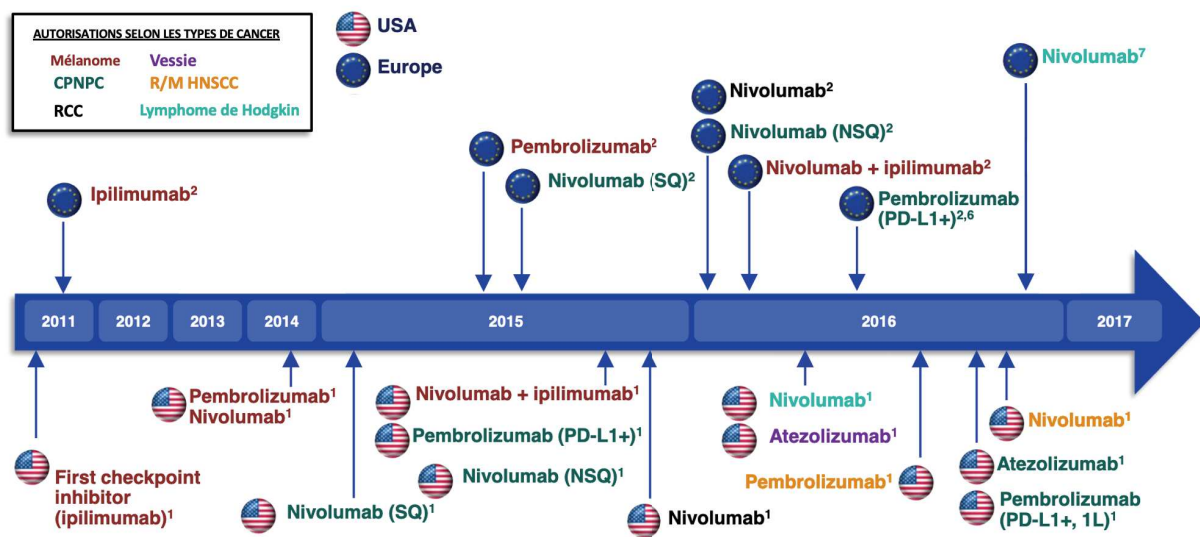 AUTORISATIONS SELON LES TYPES DE CANCER
Mélanome Vessie
CPNPC R/M HNSCC
RCC Lymphome de Hodgkin
USA
Europe
Nivolumab⁷
Nivolumab²
Nivolumab (NSQ)²
Pembrolizumab²
Nivolumab (SQ)²
Nivolumab + ipilimumab²
Ipilimumab²
Pembrolizumab
(PD-L1+)²,⁶
2011 2012 2013 2014 2015 2016 2017
Pembrolizumab¹
Nivolumab¹
Nivolumab + ipilimumab¹
Pembrolizumab (PD-L1+)¹
Nivolumab (NSQ)¹
Nivolumab¹
Atezolizumab¹
Nivolumab¹
First checkpoint
inhibitor
(ipilimumab)¹
Nivolumab (SQ)¹
Nivolumab¹
Pembrolizumab¹
Atezolizumab¹
Pembrolizumab
(PD-L1+, 1L)¹